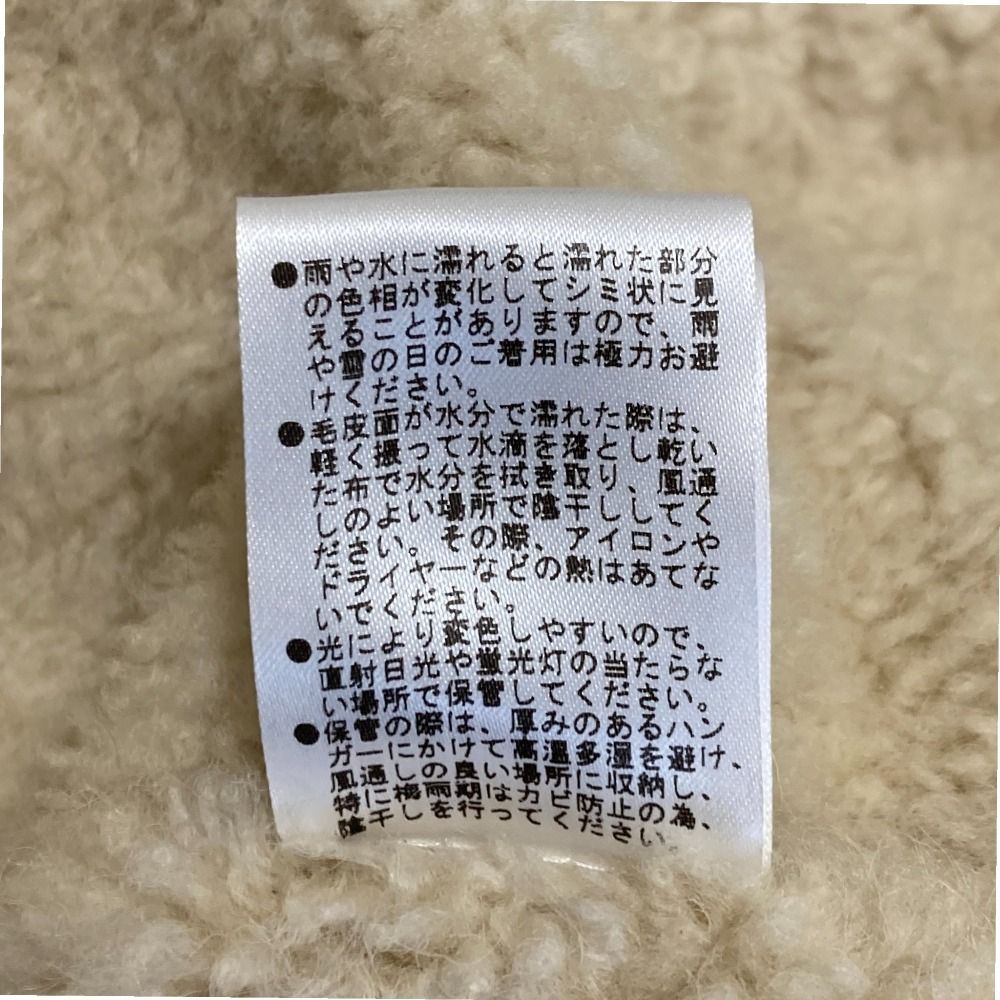 ●雨や水に濡れると濡れた部分
の色相が変化してシミ状に見
えることがありますので、雨
や雪の日のご着用は極力お避
けください。
●毛皮面が水分で濡れた際は、
軽く振って水滴を落とし、乾い
た布で水分を拭き取り、風通
しのよい場所で陰干ししてく
ださい。その際、アイロンや
ドライヤーなどの熱はあてな
いでください。
●光により変色しやすいので、
直射日光や蛍光灯の当たらな
い場所で保管してください。
●保管の際は、厚みのあるハン
ガーにかけ、高温多湿を避け、
風通しの良い場所に収納し、
特に梅雨期はカビ防止の為、
陰干しを行ってください。